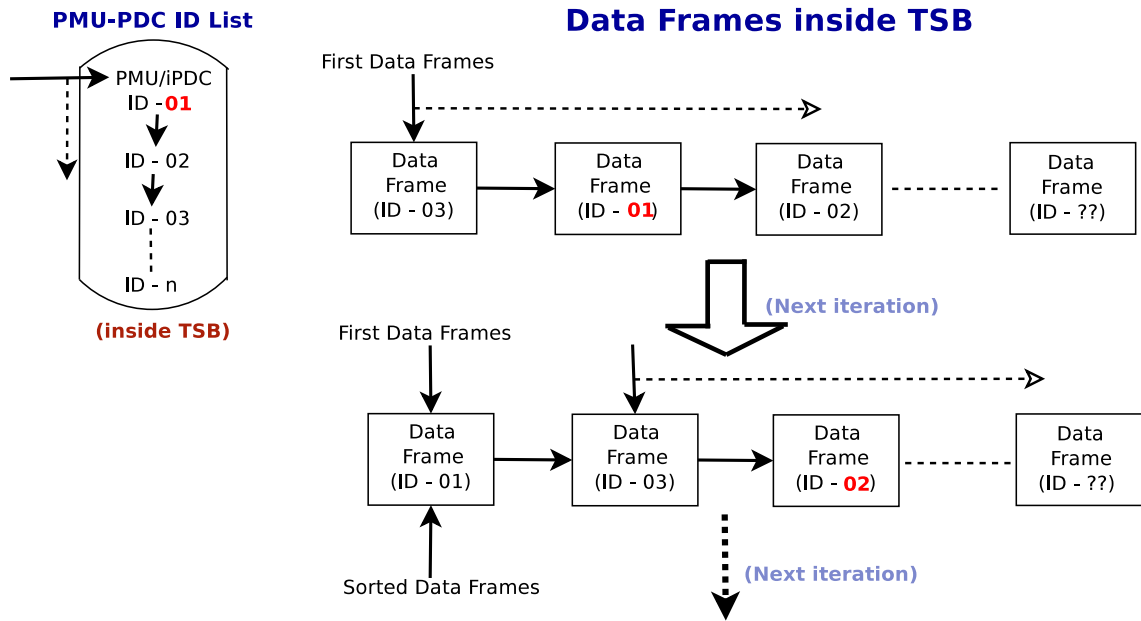 PMU-PDC ID List
PMU/iPDC
ID - 01
ID - 02
ID - 03
ID - n
(inside TSB)
Data Frames inside TSB
First Data Frames
Data
Frame
(ID - 03)
Data
Frame
(ID - 01)
Data
Frame
(ID - 02)
Data
Frame
(ID - ??)
(Next iteration)
First Data Frames
Data
Frame
(ID - 01)
Data
Frame
(ID - 03)
Data
Frame
(ID - 02)
Data
Frame
(ID - ??)
Sorted Data Frames
(Next iteration)